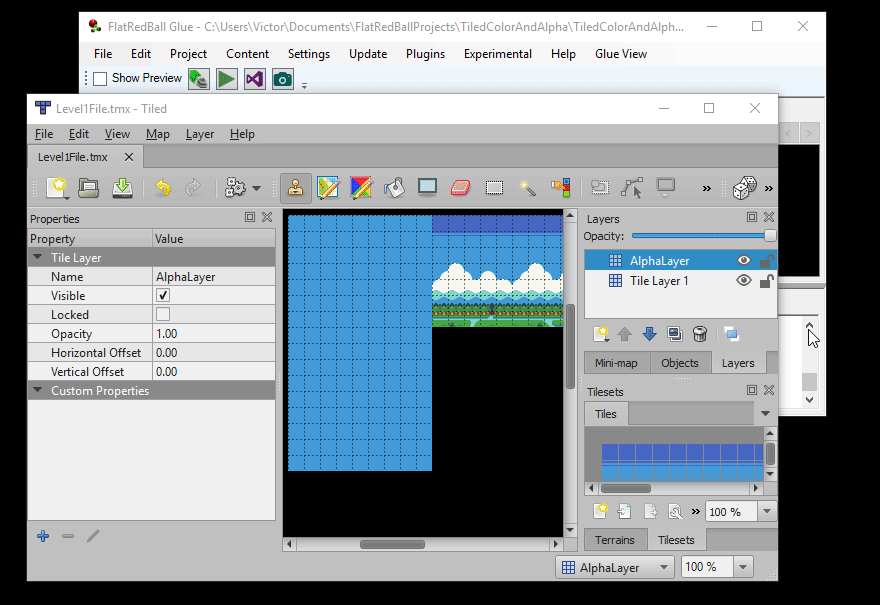 FlatRedBall Glue - C:\Users\Victor\Documents\FlatRedBallProjects\TiledColorAndAlpha\TiledColorAndAlph...
File Edit Project Content Settings Update Plugins Experimental Help Glue View
Show Preview
Level1File.tmx - Tiled
File Edit View Map Layer Help
Level1File.tmx
Properties
Property Value
Tile Layer
Name AlphaLayer
Visible
Locked
Opacity 1.00
Horizontal Offset 0.00
Vertical Offset 0.00
Custom Properties
Layers
Opacity:
AlphaLayer
Tile Layer 1
Mini-map Objects Layers
Tilesets
Tiles
100 %
Terrains Tilesets
AlphaLayer 100 %